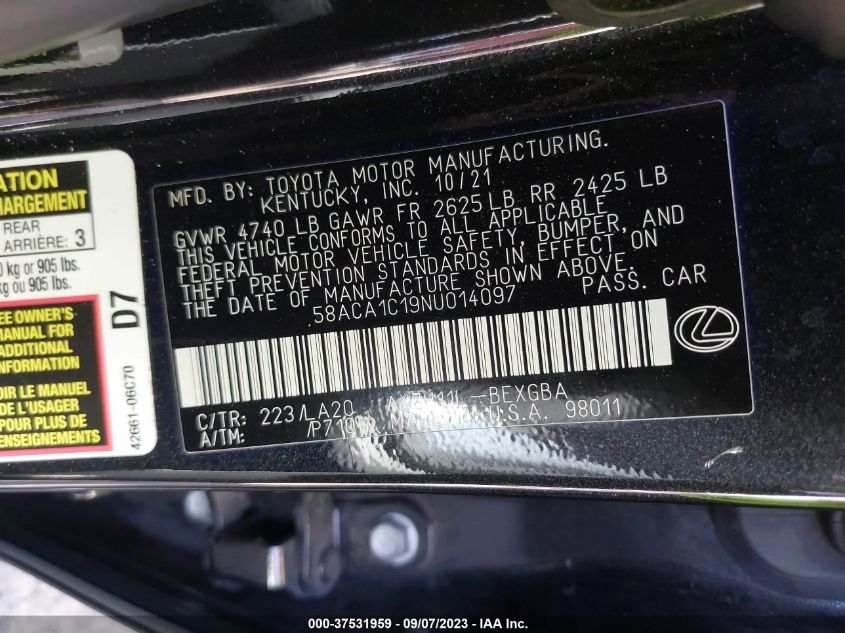 MFD. BY: TOYOTA MOTOR MANUFACTURING.
KENTUCKY, INC. 10/21
GVWR 4740 LB GAWR FR 2625 LB RR 2425 LB
THIS VEHICLE CONFORMS TO ALL APPLICABLE
FEDERAL MOTOR VEHICLE SAFETY, BUMPER, AND
THEFT PREVENTION STANDARDS IN EFFECT ON
THE DATE OF MANUFACTURE SHOWN ABOVE.
58ACA1C19NU014097 PASS. CAR
C/TR: 223/LA20 -BEXGBA
A/TM: U.S.A. 98011
ATION
HARGEMENT
REAR
ARRIÈRE: 3
kg or 905 lbs.
kg ou 905 lbs.
EE OWNER'S
MANUAL FOR
ADDITIONAL
INFORMATION
OIR LE MANUEL
DE L'USAGER
POUR PLUS DE
RENSEIGNEMENTS
D7
42661-06C70
000-37531959 - 09/07/2023 - IAA Inc.